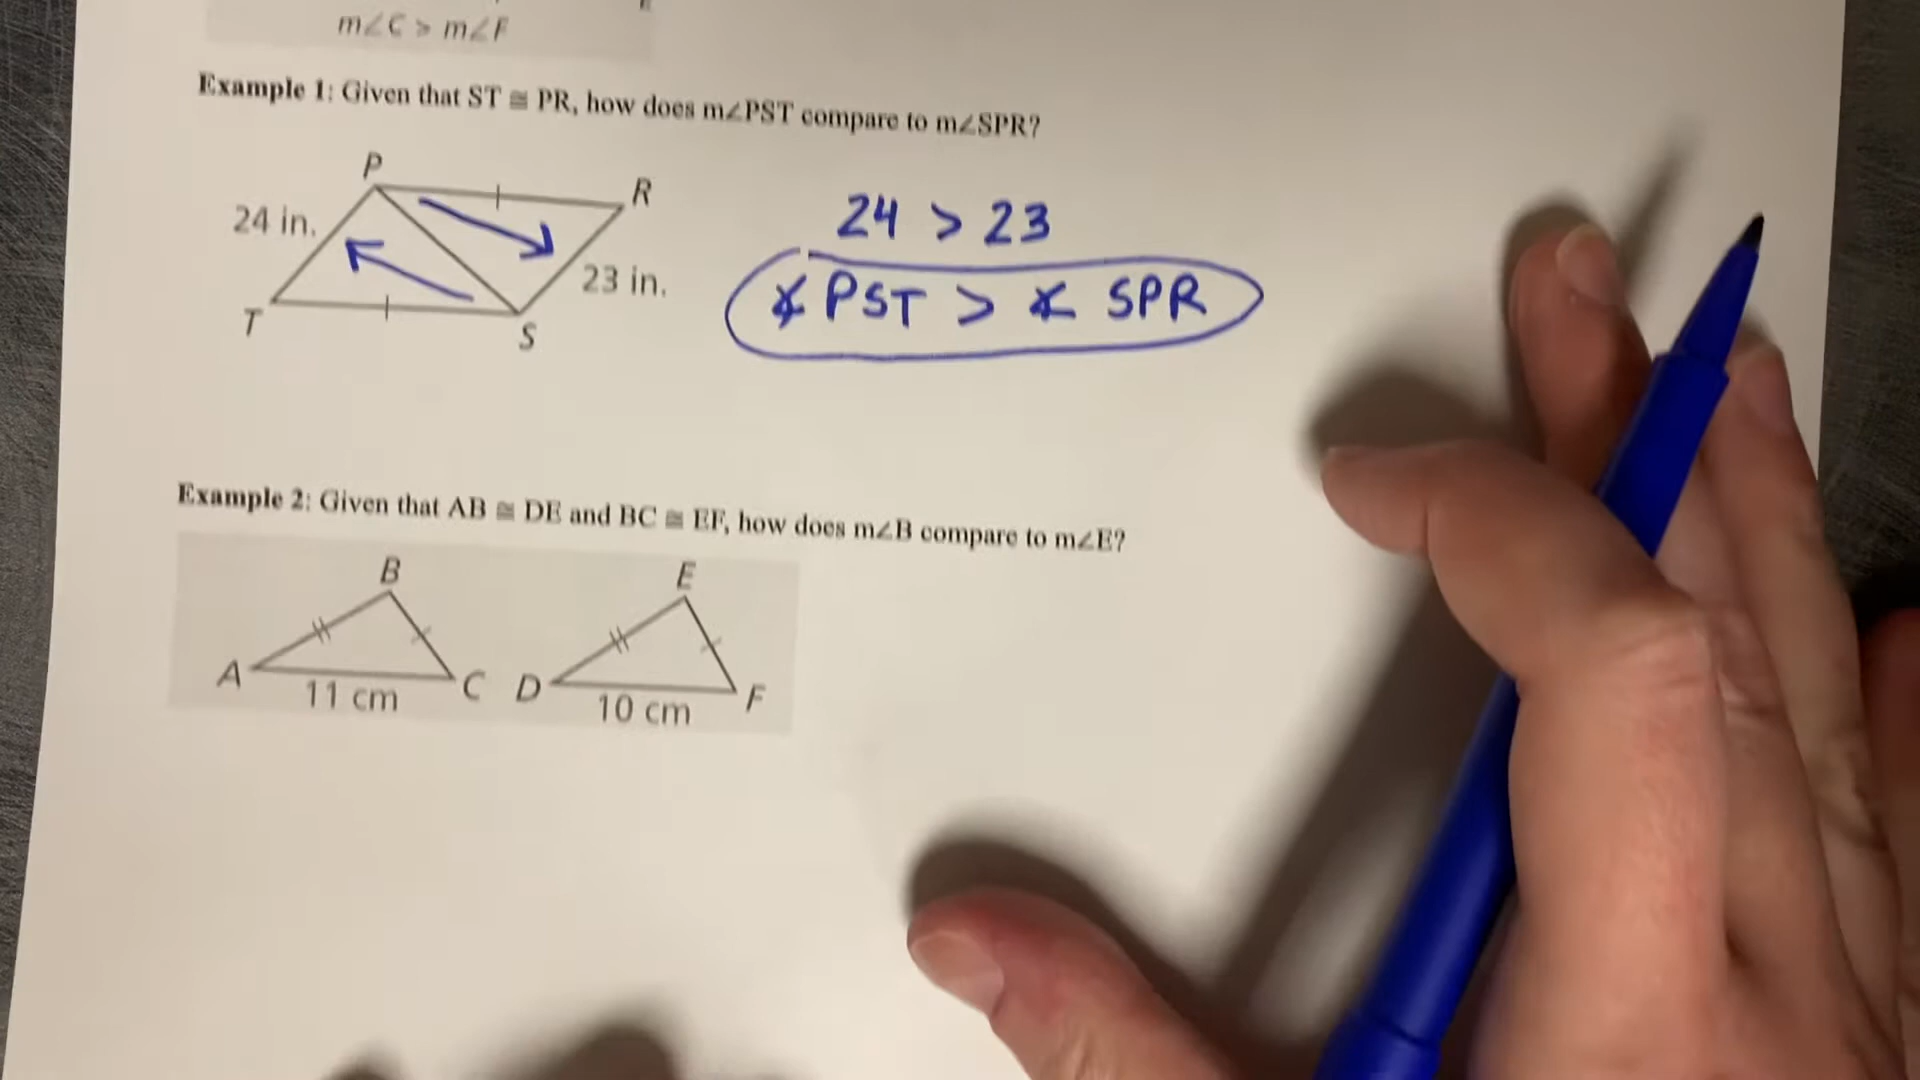 m∠C > m∠F
Example 1: Given that ST ≅ PR, how does m∠PST compare to m∠SPR?
P
R
24 in.
23 in.
T
S
24 > 23
∡ PST > ∡ SPR
Example 2: Given that AB ≅ DE and BC ≅ EF, how does m∠B compare to m∠E?
B
E
A
C
D
F
11 cm
10 cm